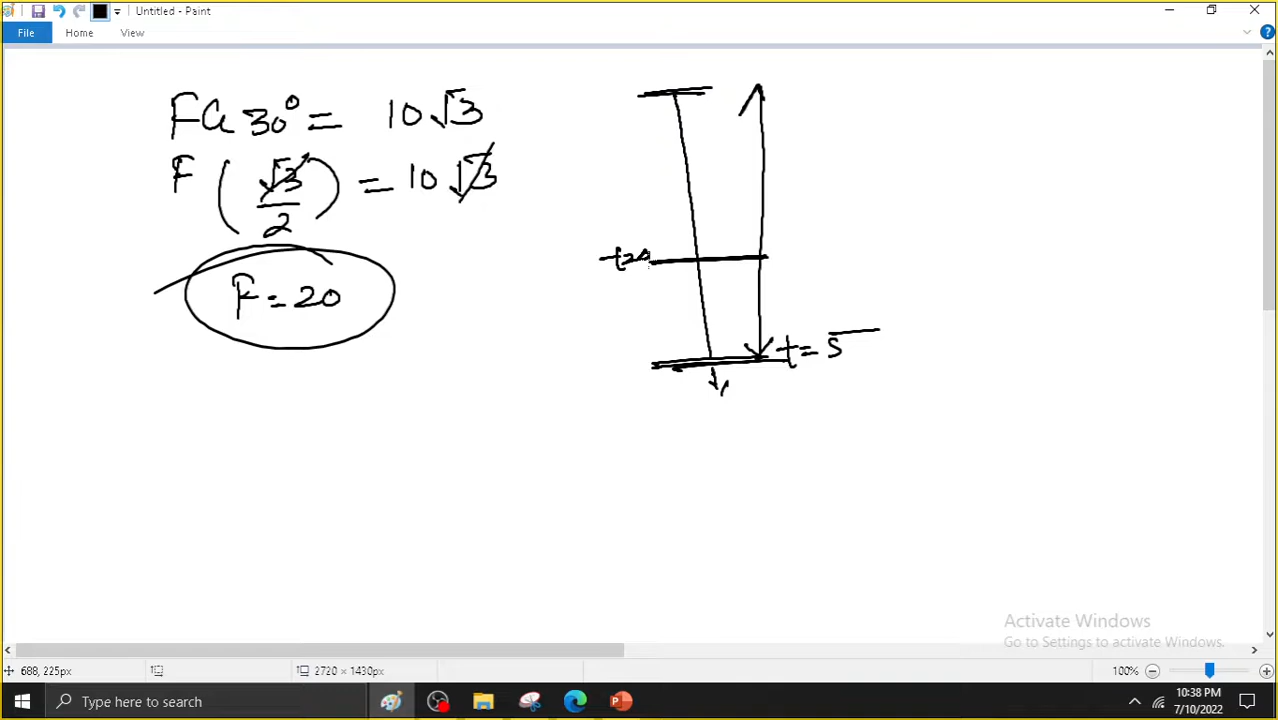 Untitled - Paint
File Home View
F C 30° = 10√3
F (√3/2) = 10√3
F = 20
t = 5
Activate Windows
Go to Settings to activate Windows.
688, 225px
2720 × 1430px
100%
Type here to search
10:38 PM
7/10/2022